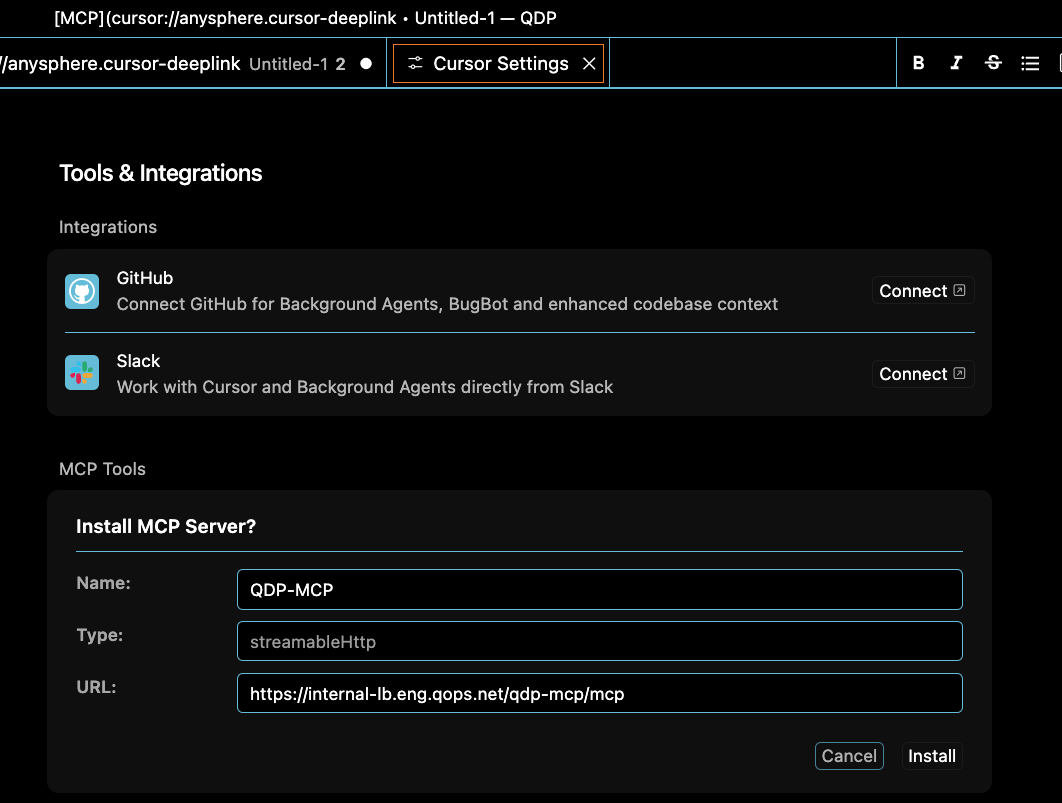 [MCP](cursor://anysphere.cursor-deeplink • Untitled-1 — QDP
/anysphere.cursor-deeplink Untitled-1 2
Cursor Settings
B I S
Tools & Integrations
Integrations
GitHub
Connect GitHub for Background Agents, BugBot and enhanced codebase context
Connect
Slack
Work with Cursor and Background Agents directly from Slack
Connect
MCP Tools
Install MCP Server?
Name:
QDP-MCP
Type:
streamableHttp
URL:
https://internal-lb.eng.qops.net/qdp-mcp/mcp
Cancel
Install